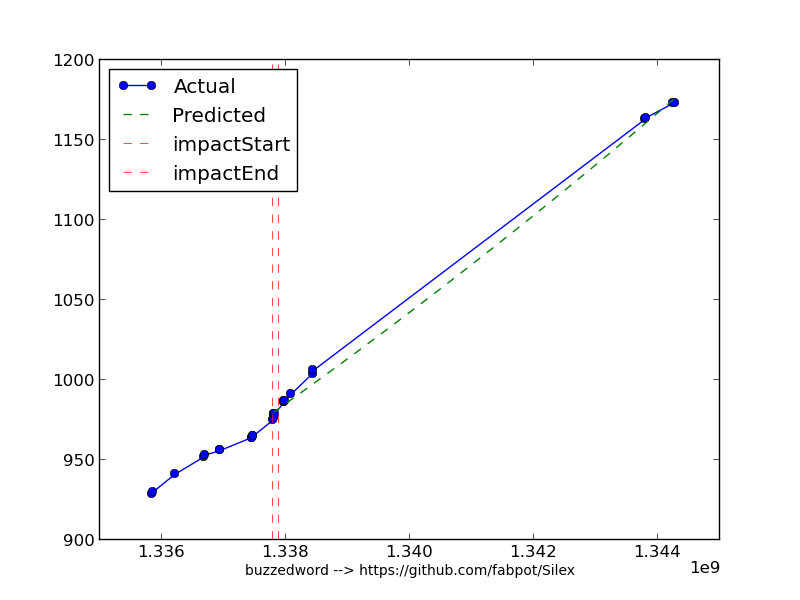 1200
1150
1100
1050
1000
950
900
Actual
Predicted
impactStart
impactEnd
1.336 1.338 1.340 1.342 1.344
1e9
buzzedword --> https://github.com/fabpot/Silex